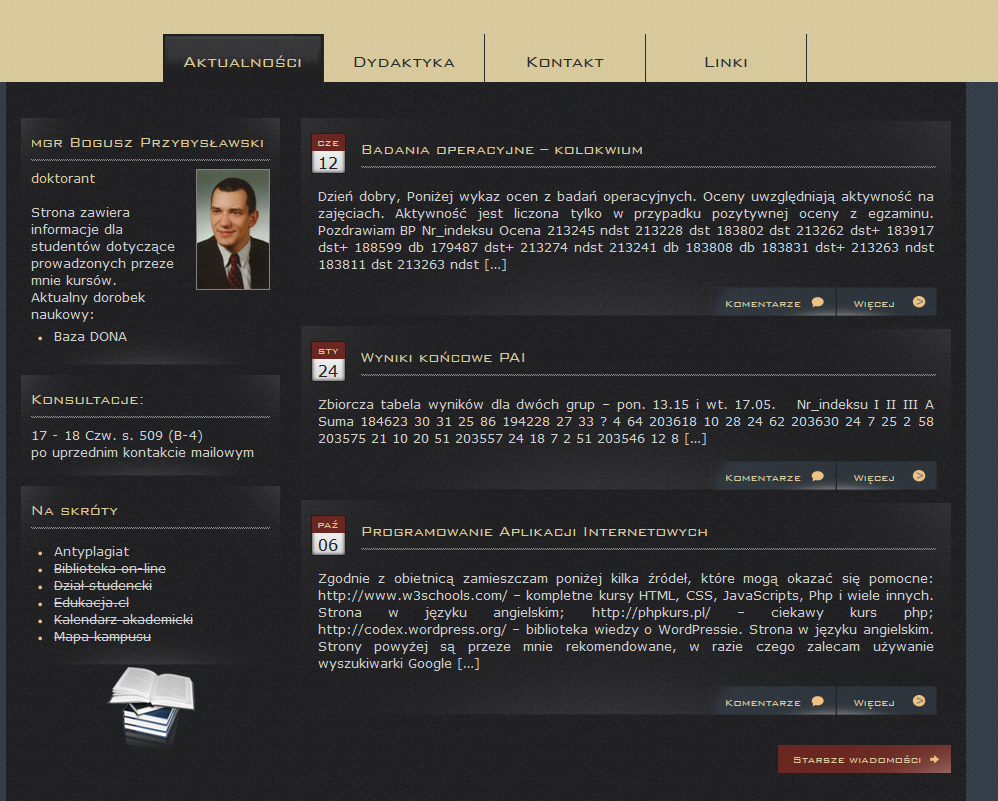 Aktualności
Dydaktyka
Kontakt
Linki
mgr Bogusz Przybysławski
doktorant
Strona zawiera
informacje dla
studentów dotyczące
prowadzonych przeze
mnie kursów.
Aktualny dorobek
naukowy:
Baza DONA
Konsultacje:
17 - 18 Czw. s. 509 (B-4)
po uprzednim kontakcie mailowym
Na skróty
Antyplagiat
Biblioteka on-line
Dział studencki
Edukacja.cl
Kalendarz akademicki
Mapa kampusu
CZE
12
Badania operacyjne – kolokwium
Dzień dobry, Poniżej wykaz ocen z badań operacyjnych. Oceny uwzględniają aktywność na
zajęciach. Aktywność jest liczona tylko w przypadku pozytywnej oceny z egzaminu.
Pozdrawiam BP Nr_indeksu Ocena 213245 ndst 213228 dst 183802 dst 213262 dst+ 183917
dst+ 188599 db 179487 dst+ 213274 ndst 213241 db 183808 db 183831 dst+ 213263 ndst
183811 dst 213263 ndst [...]
Komentarze
Więcej
STY
24
Wyniki końcowe PAI
Zbiorcza tabela wyników dla dwóch grup – pon. 13.15 i wt. 17.05. Nr_indeksu I II III A
Suma 184623 30 31 25 86 194228 27 33 ? 4 64 203618 10 28 24 62 203630 24 7 25 2 58
203575 21 10 20 51 203557 24 18 7 2 51 203546 12 8 [...]
Komentarze
Więcej
PAŹ
06
Programowanie Aplikacji Internetowych
Zgodnie z obietnicą zamieszczam poniżej kilka źródeł, które mogą okazać się pomocne:
http://www.w3schools.com/ – kompletne kursy HTML, CSS, JavaScripts, Php i wiele innych.
Strona w języku angielskim; http://phpkurs.pl/ – ciekawy kurs php;
http://codex.wordpress.org/ – biblioteka wiedzy o WordPressie. Strona w języku angielskim.
Strony powyżej są przeze mnie rekomendowane, w razie czego zalecam używanie
wyszukiwarki Google [...]
Komentarze
Więcej
Starsze wiadomości